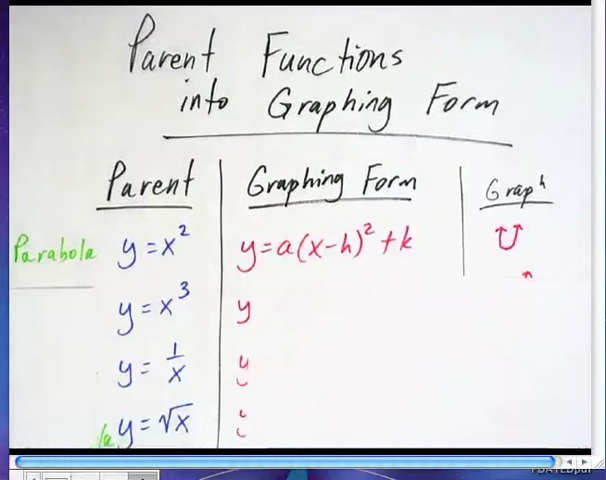 Parent Functions
into Graphing Form
Parent Graphing Form Graph
Parabola y = x² y = a(x-h)² + k
y = x³ y
y = 1/x y
y = √x